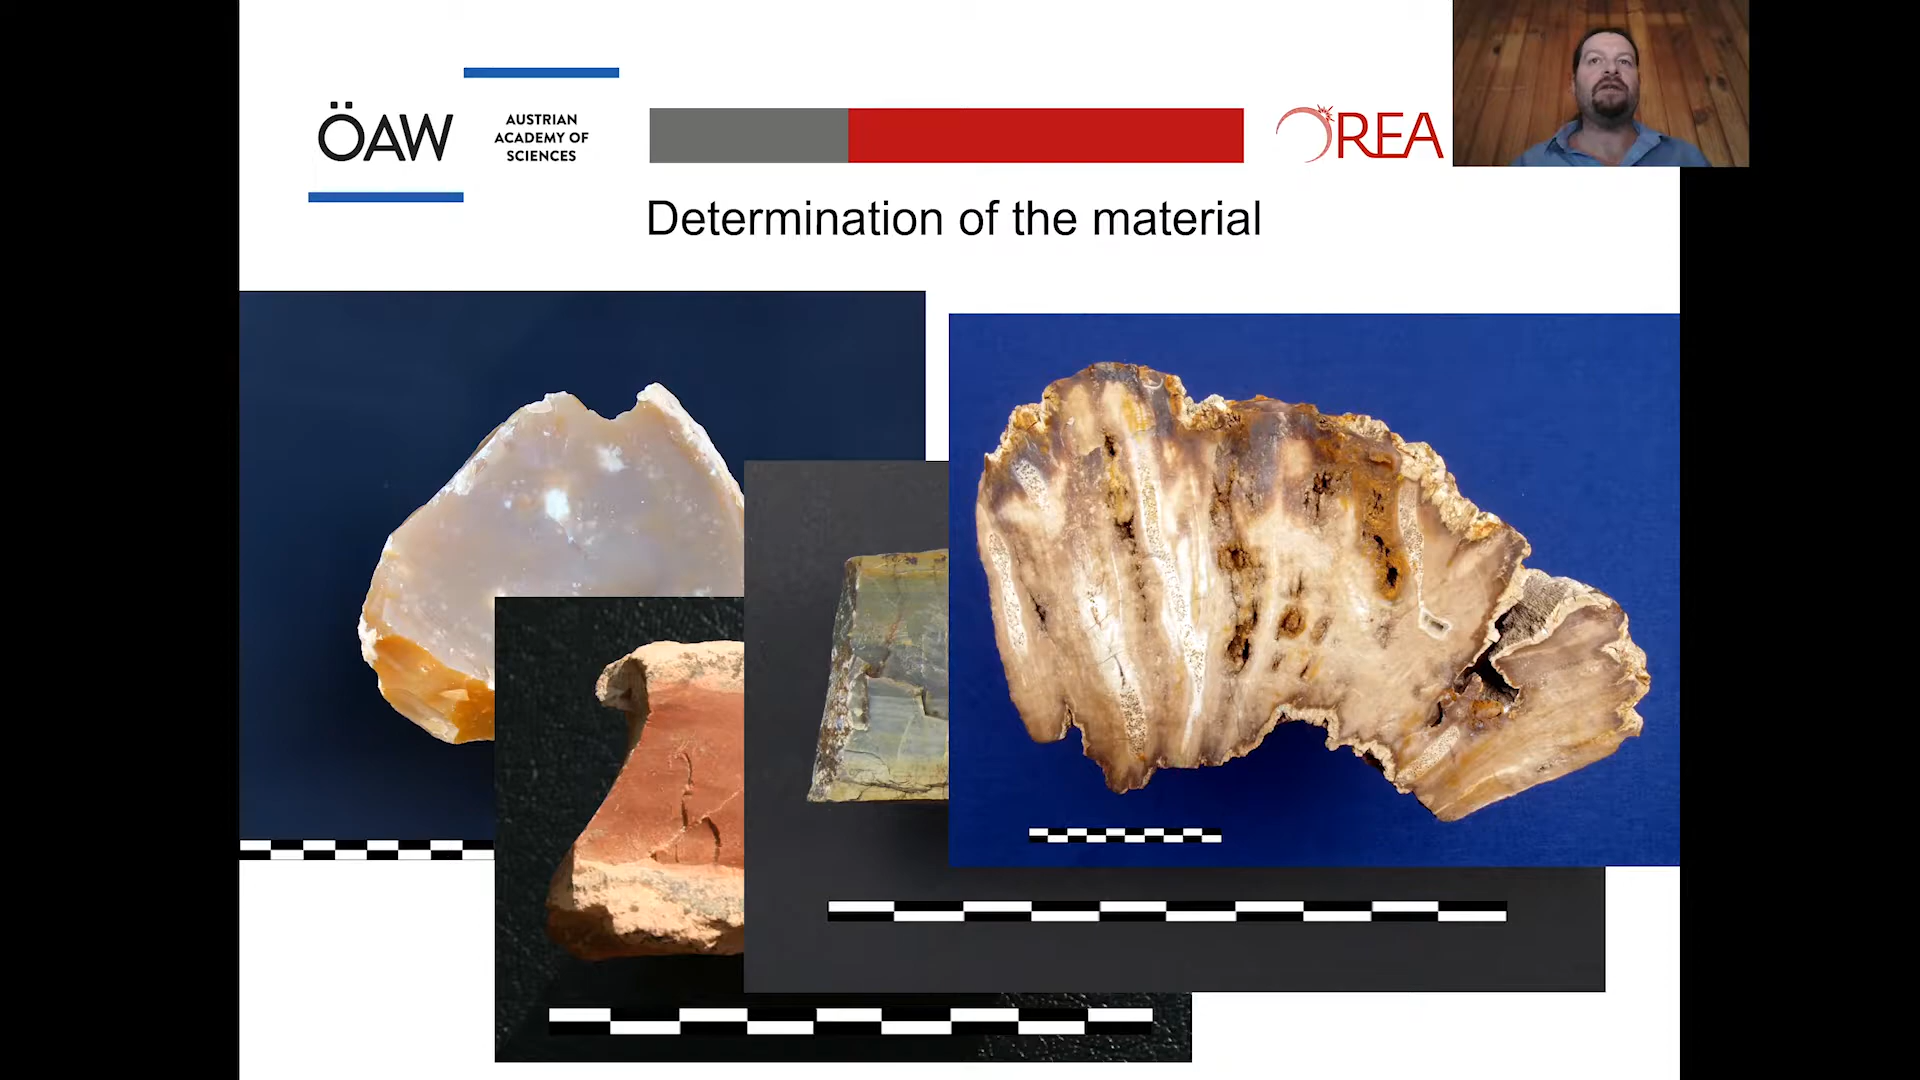 ÖAW
AUSTRIAN
ACADEMY OF
SCIENCES
OREA
Determination of the material